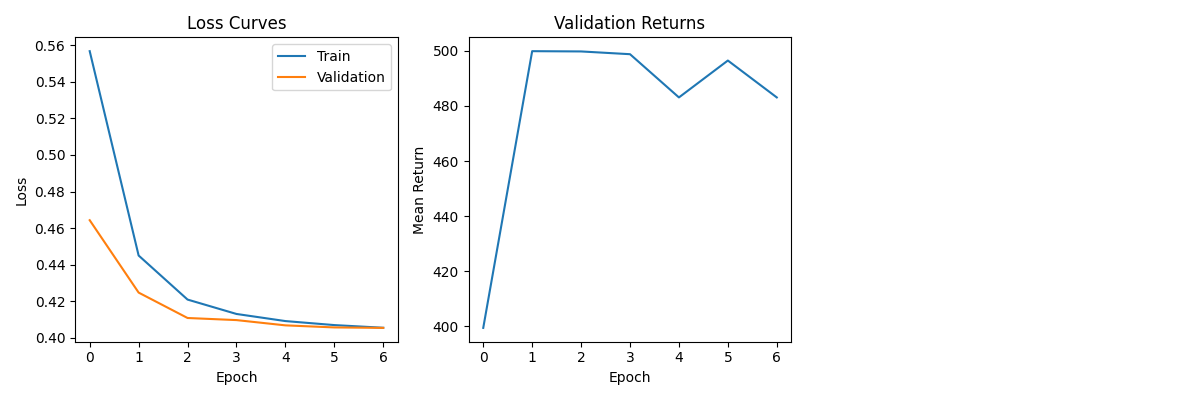 Loss Curves
0.56
0.54
0.52
0.50
0.48
0.46
0.44
0.42
0.40
Loss
Train
Validation
0 1 2 3 4 5 6
Epoch
Validation Returns
500
480
460
440
420
400
Mean Return
0 1 2 3 4 5 6
Epoch